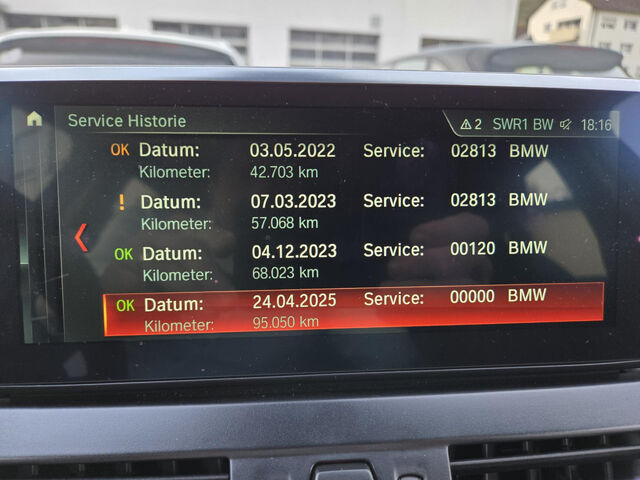 Service Historie 2 SWR1 BW 18:16
OK Datum: 03.05.2022 Service: 02813 BMW
Kilometer: 42.703 km
! Datum: 07.03.2023 Service: 02813 BMW
Kilometer: 57.068 km
OK Datum: 04.12.2023 Service: 00120 BMW
Kilometer: 68.023 km
OK Datum: 24.04.2025 Service: 00000 BMW
Kilometer: 95.050 km